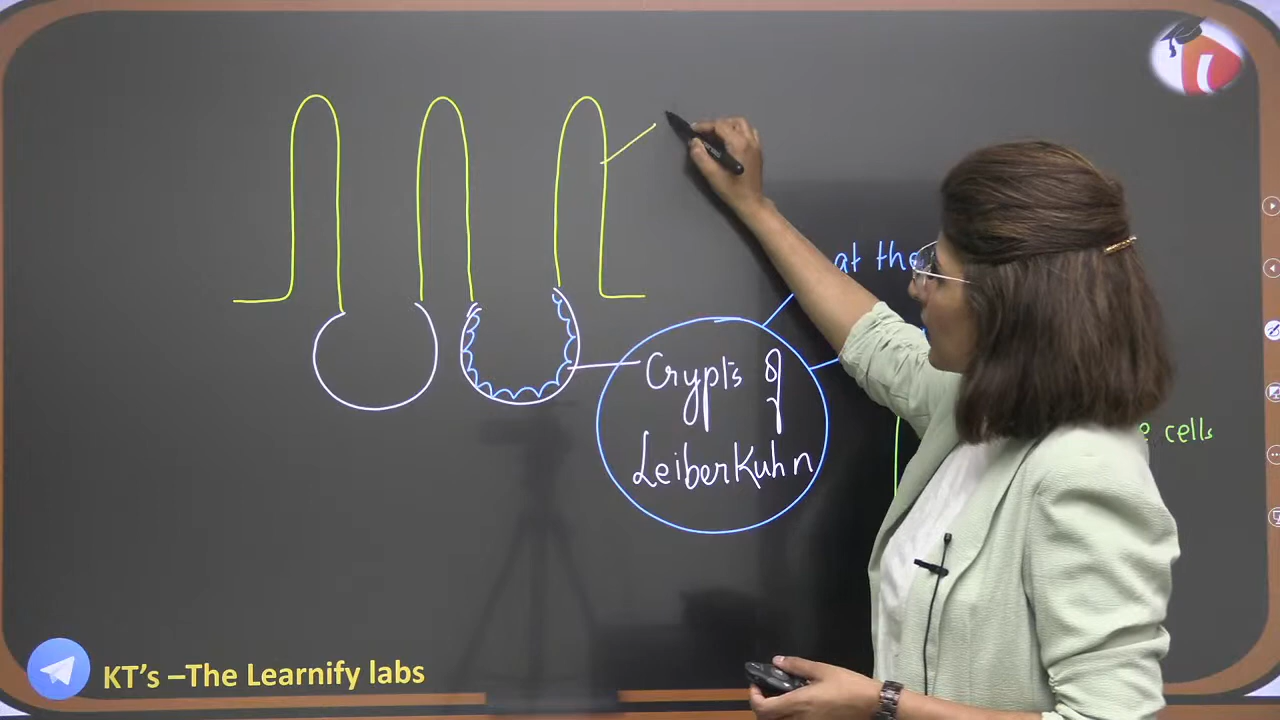 at the
Crypts of
LeiberKuhn
cells
KT's –The Learnify labs